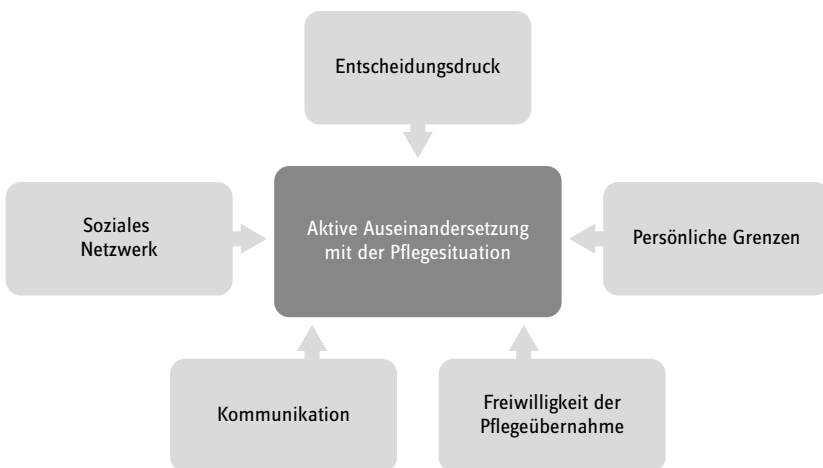 Entscheidungsdruck
Soziales
Netzwerk
Aktive Auseinandersetzung
mit der Pflegesituation
Persönliche Grenzen
Kommunikation
Freiwilligkeit der
Pflegeübernahme